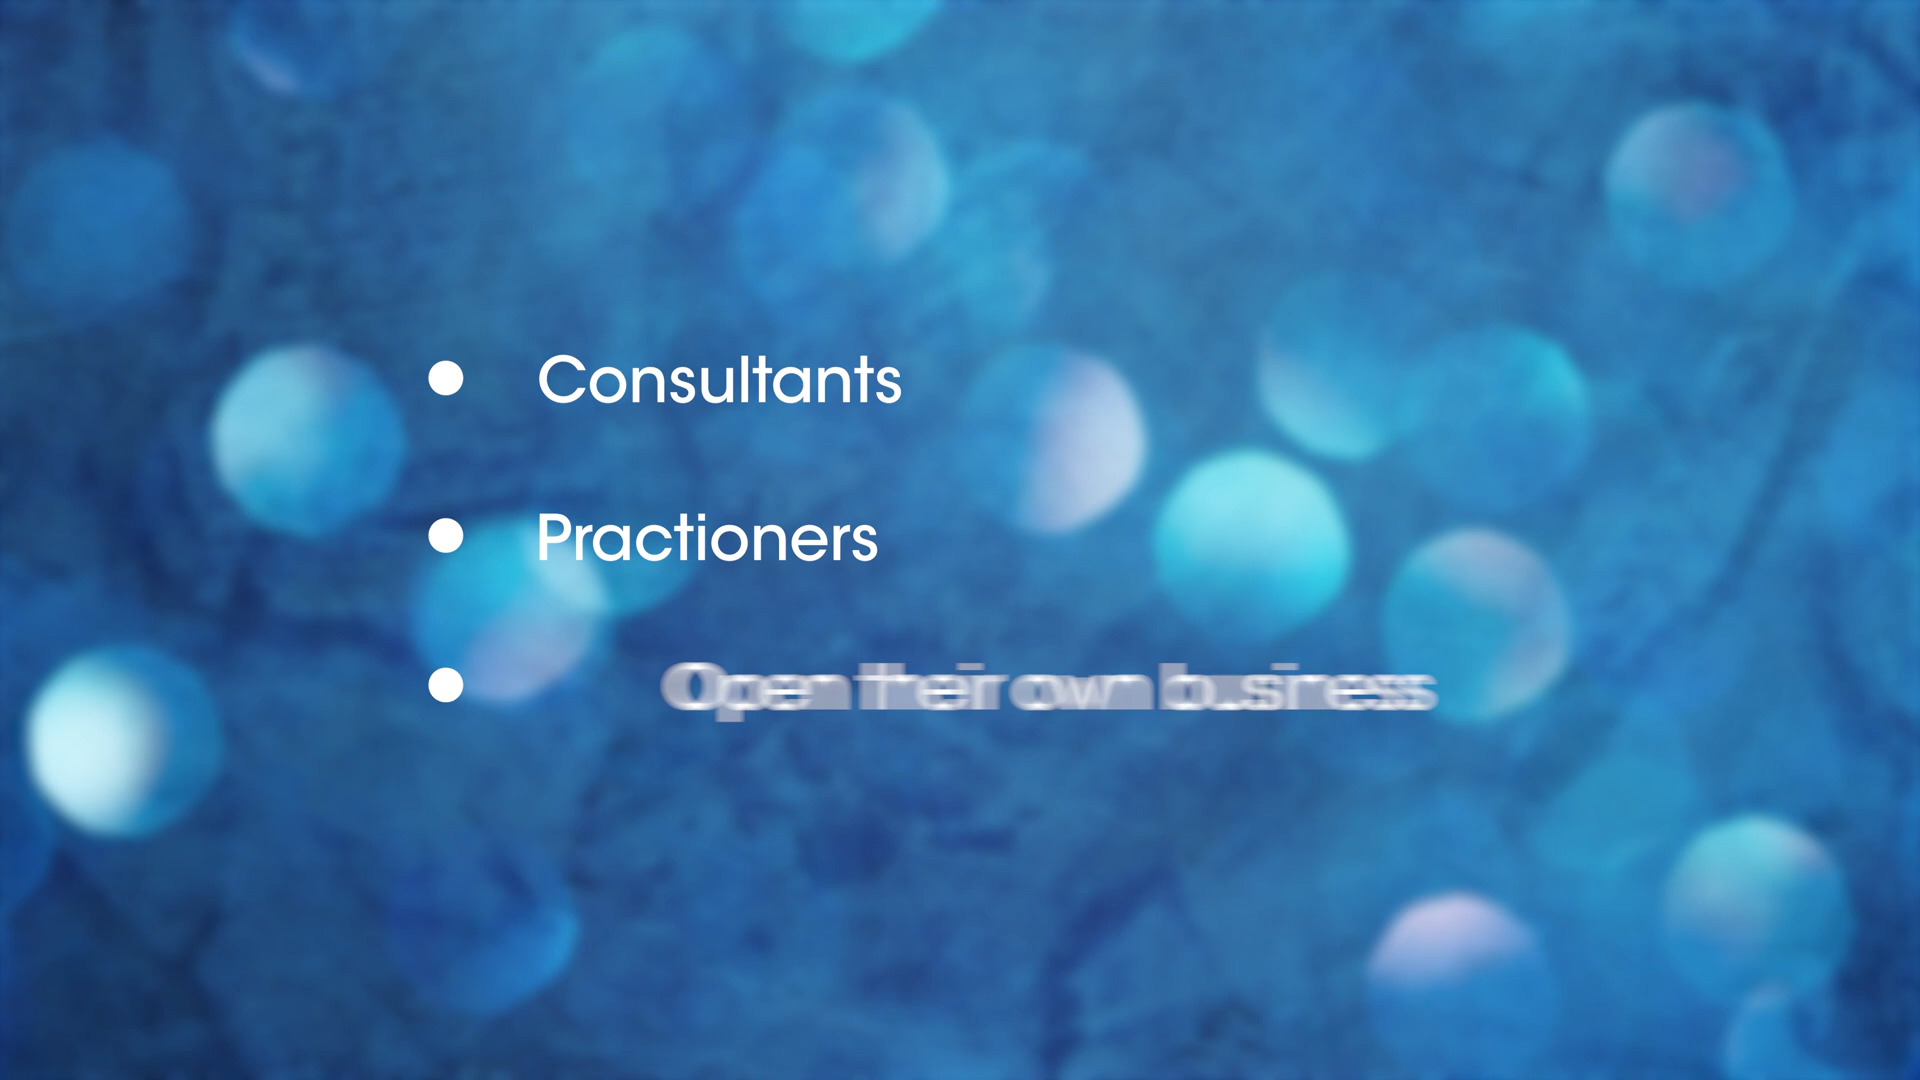 • Consultants
• Practioners
• Open their own business